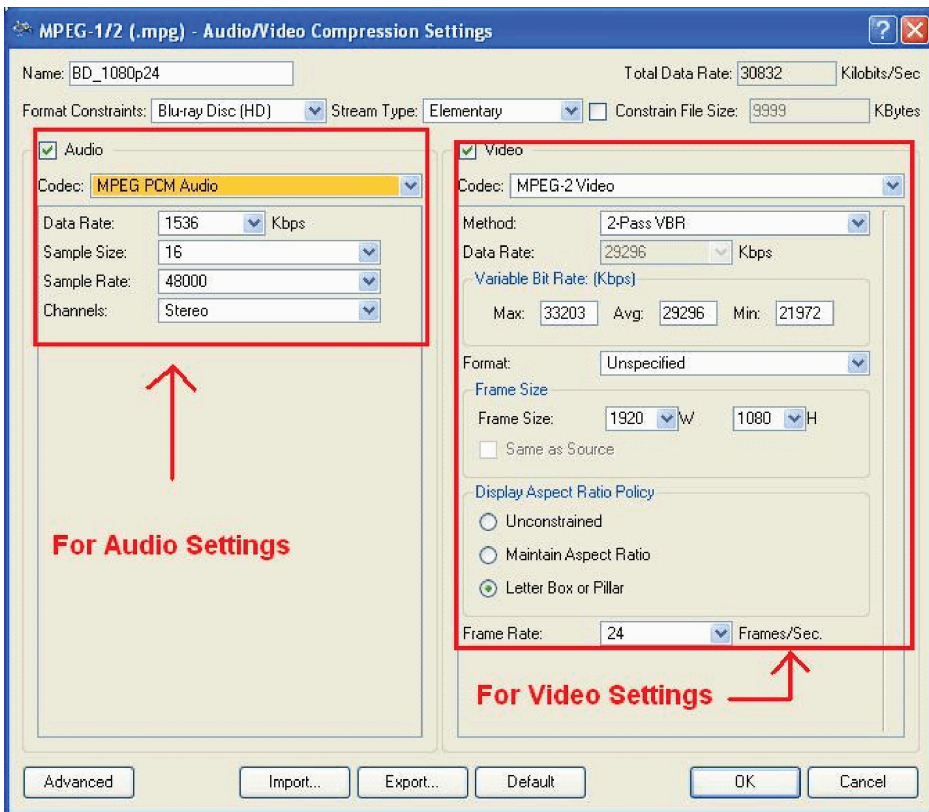 MPEG-1/2 (.mpg) - Audio/Video Compression Settings
Name: BD_1080p24
Total Data Rate: 30832 Kilobits/Sec
Format Constraints: Blu-ray Disc (HD) Stream Type: Elementary Constrain File Size: 9999 KBytes
Audio
Codec: MPEG PCM Audio
Data Rate: 1536 Kbps
Sample Size: 16
Sample Rate: 48000
Channels: Stereo
For Audio Settings
Video
Codec: MPEG-2 Video
Method: 2-Pass VBR
Data Rate: 29296 Kbps
Variable Bit Rate: (Kbps)
Max: 33203 Avg: 29296 Min: 21972
Format: Unspecified
Frame Size
Frame Size: 1920 W 1080 H
Same as Source
Display Aspect Ratio Policy
Unconstrained
Maintain Aspect Ratio
Letter Box or Pillar
Frame Rate: 24 Frames/Sec.
For Video Settings
Advanced Import... Export... Default OK Cancel